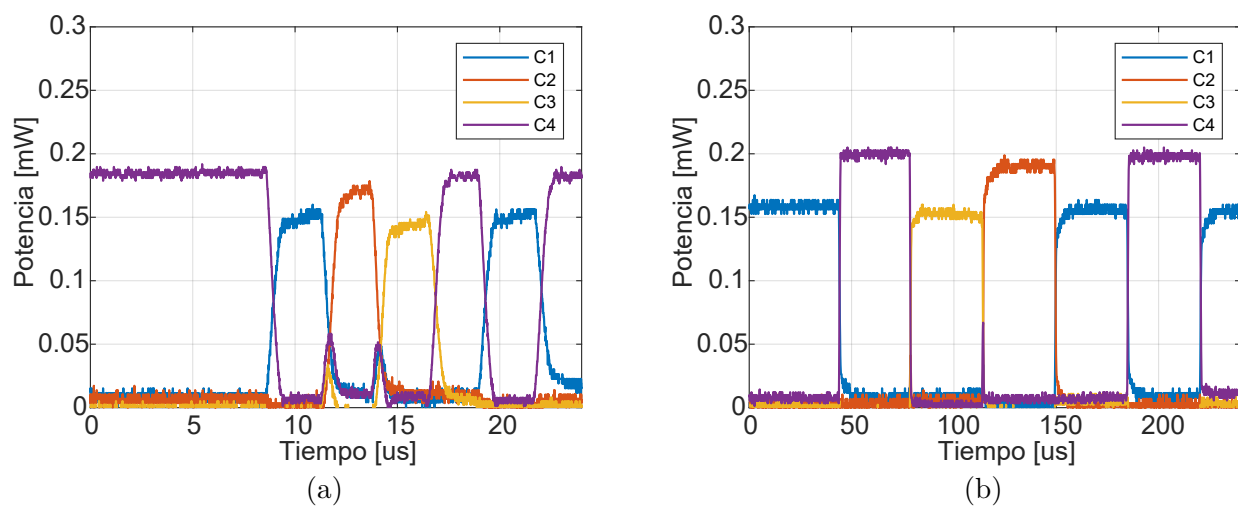 0.3
0.25
0.2
0.15
0.1
0.05
0
Potencia [mW]
0 5 10 15 20
Tiempo [us]
C1
C2
C3
C4
(a)
0.3
0.25
0.2
0.15
0.1
0.05
0
Potencia [mW]
0 50 100 150 200
Tiempo [us]
C1
C2
C3
C4
(b)